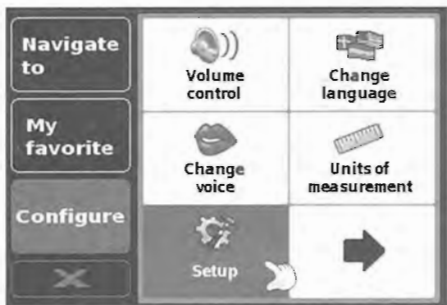 Navigate
to
My
favorite
Configure
Volume
control
Change
language
Change
voice
Units of
measurement
Setup